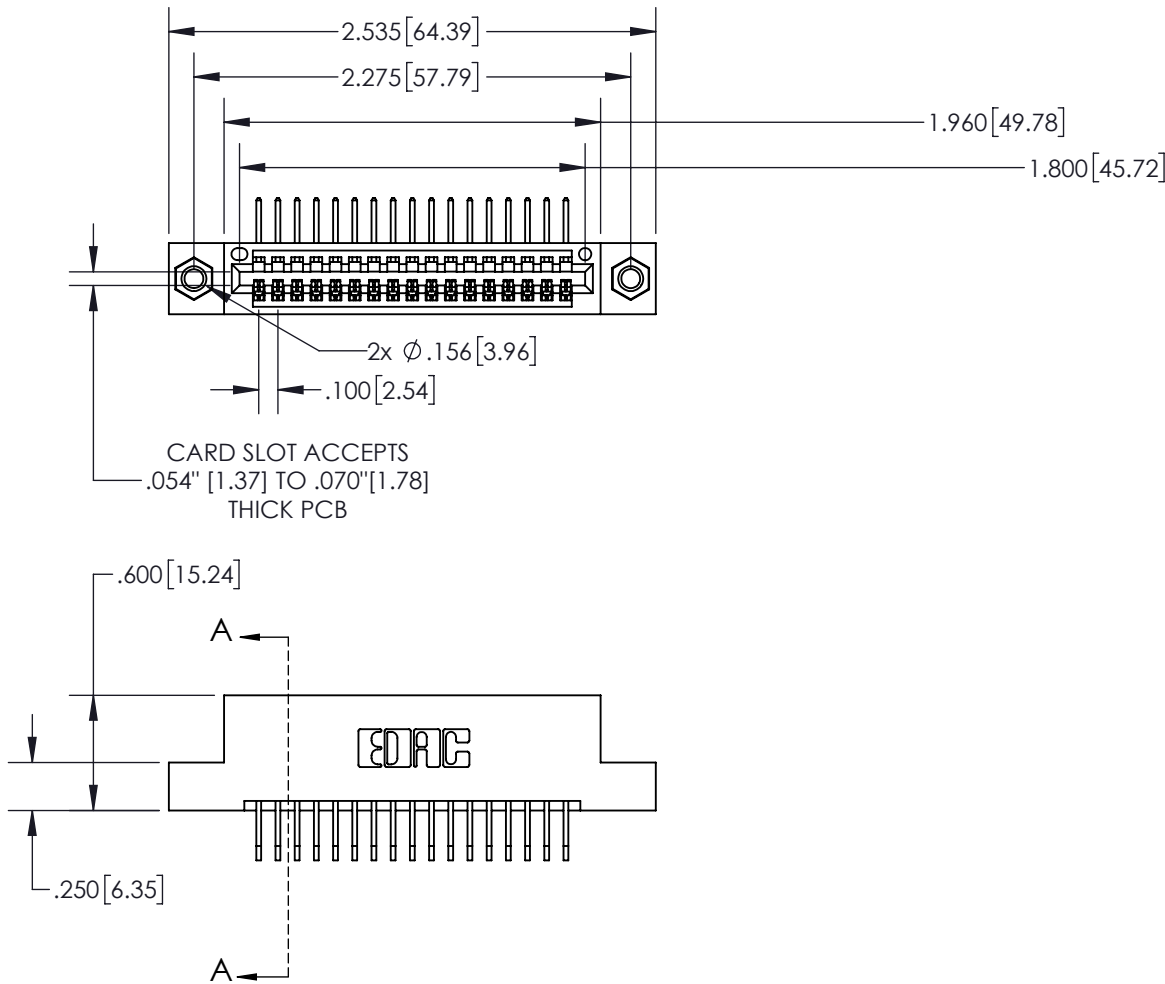 2.535[64.39]
2.275[57.79]
1.960[49.78]
1.800[45.72]
2x Ø.156[3.96]
.100[2.54]
CARD SLOT ACCEPTS
.054" [1.37] TO .070"[1.78]
THICK PCB
.600[15.24]
A
EDAC
.250[6.35]
A